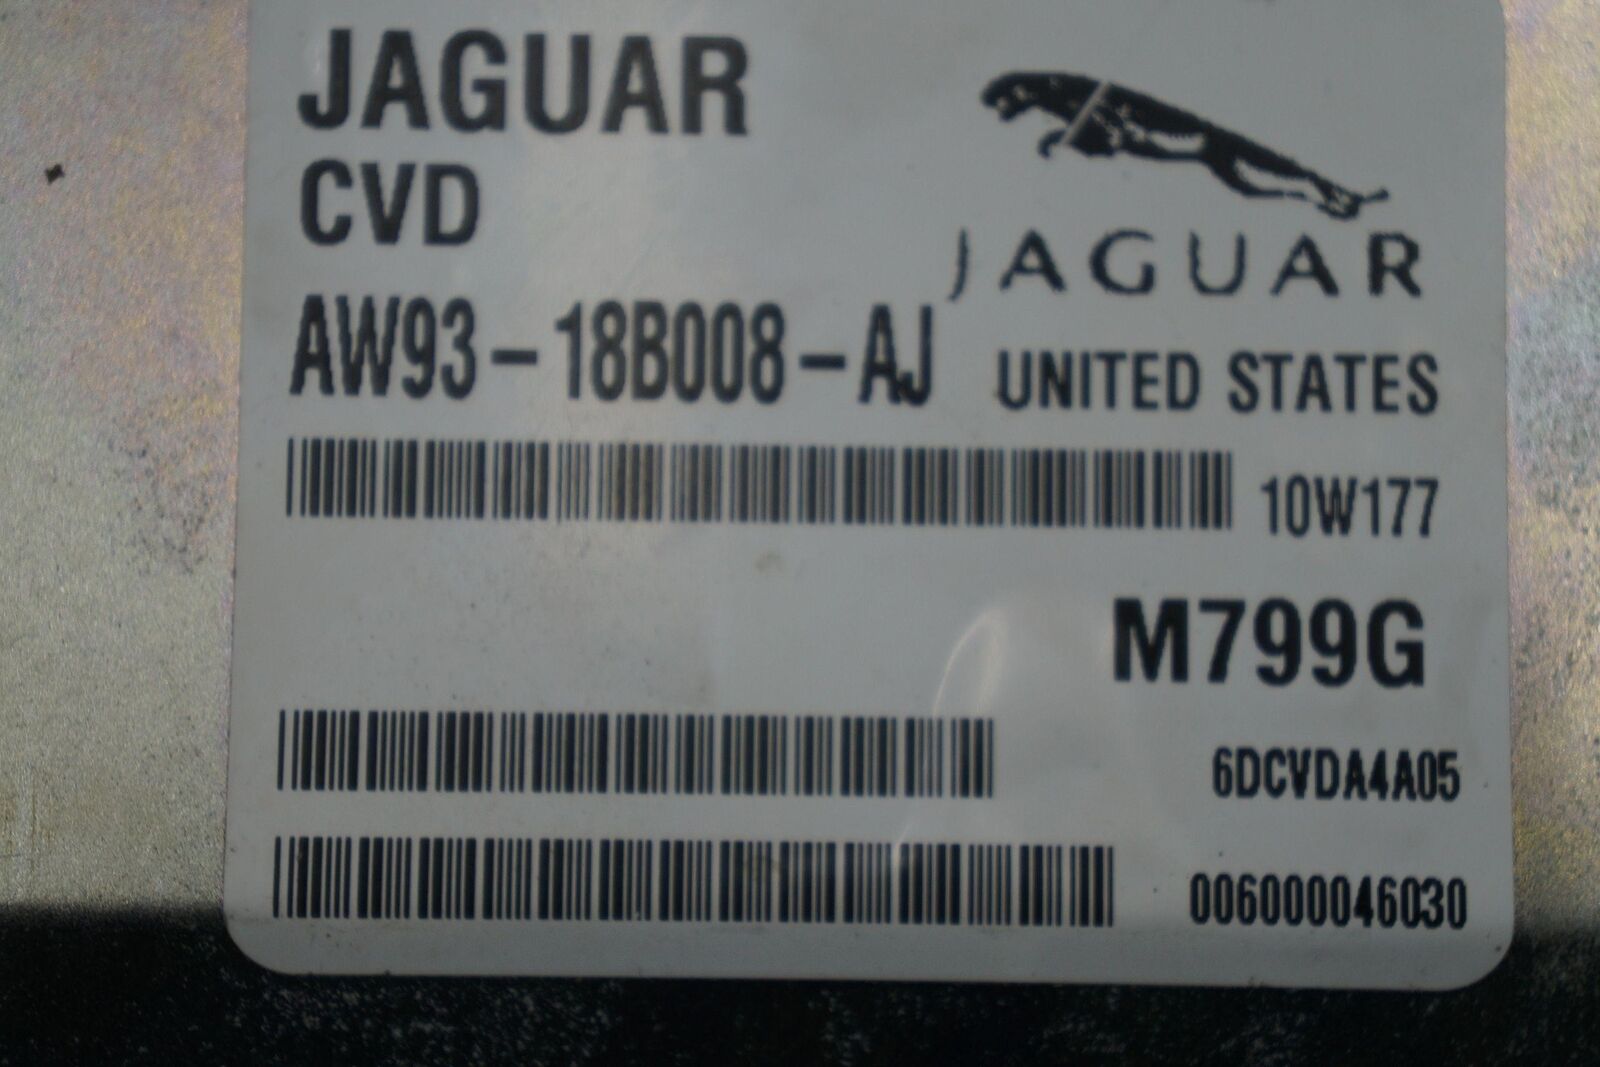 JAGUAR
CVD
JAGUAR
AW93-18B008-AJ
UNITED STATES
10W177
M799G
6DCVDA4A05
006000046030